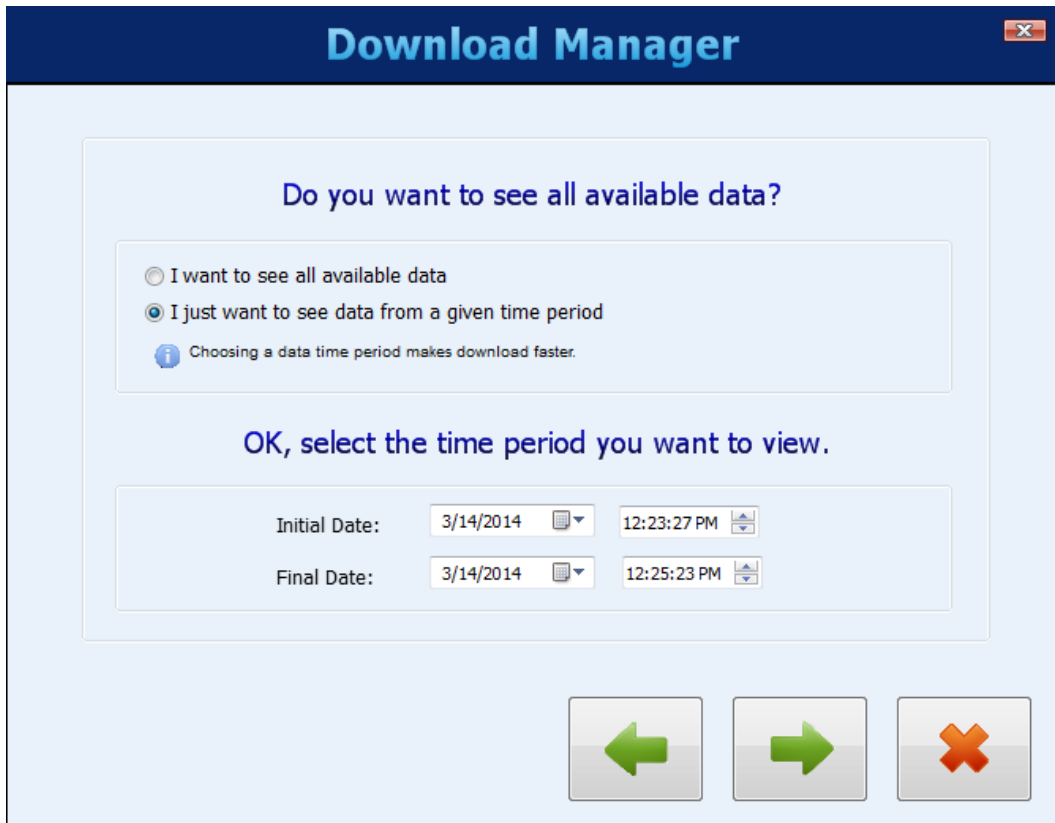 Download Manager
Do you want to see all available data?
I want to see all available data
I just want to see data from a given time period
Choosing a data time period makes download faster.
OK, select the time period you want to view.
Initial Date: 3/14/2014 12:23:27 PM
Final Date: 3/14/2014 12:25:23 PM